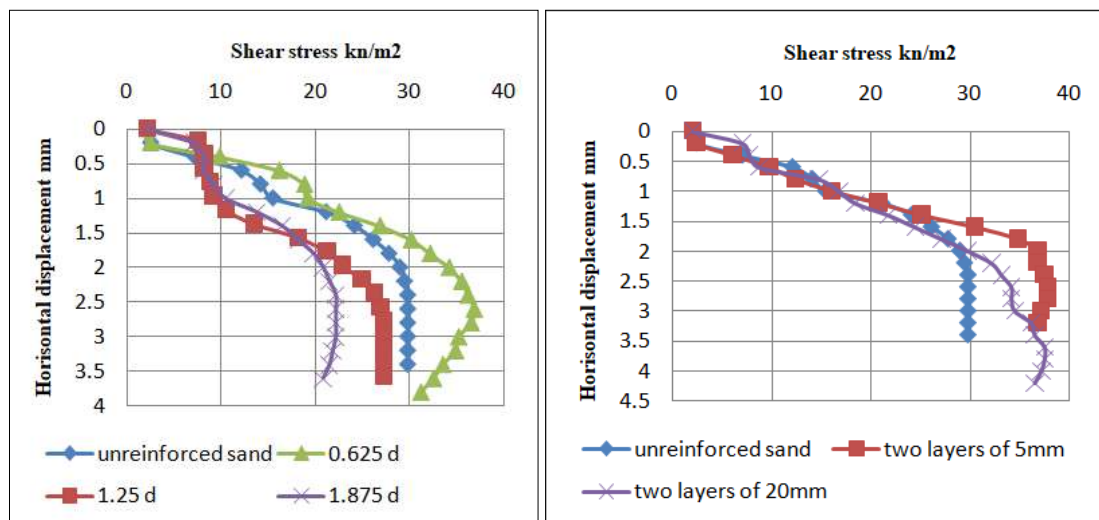 Shear stress kn/m2
0 10 20 30 40
Horisontal displacement mm
0
0.5
1
1.5
2
2.5
3
3.5
4
unreinforced sand 0.625 d
1.25 d 1.875 d
Shear stress kn/m2
0 10 20 30 40
Horisontal displacement mm
0
0.5
1
1.5
2
2.5
3
3.5
4
4.5
unreinforced sand two layers of 5mm
two layers of 20mm